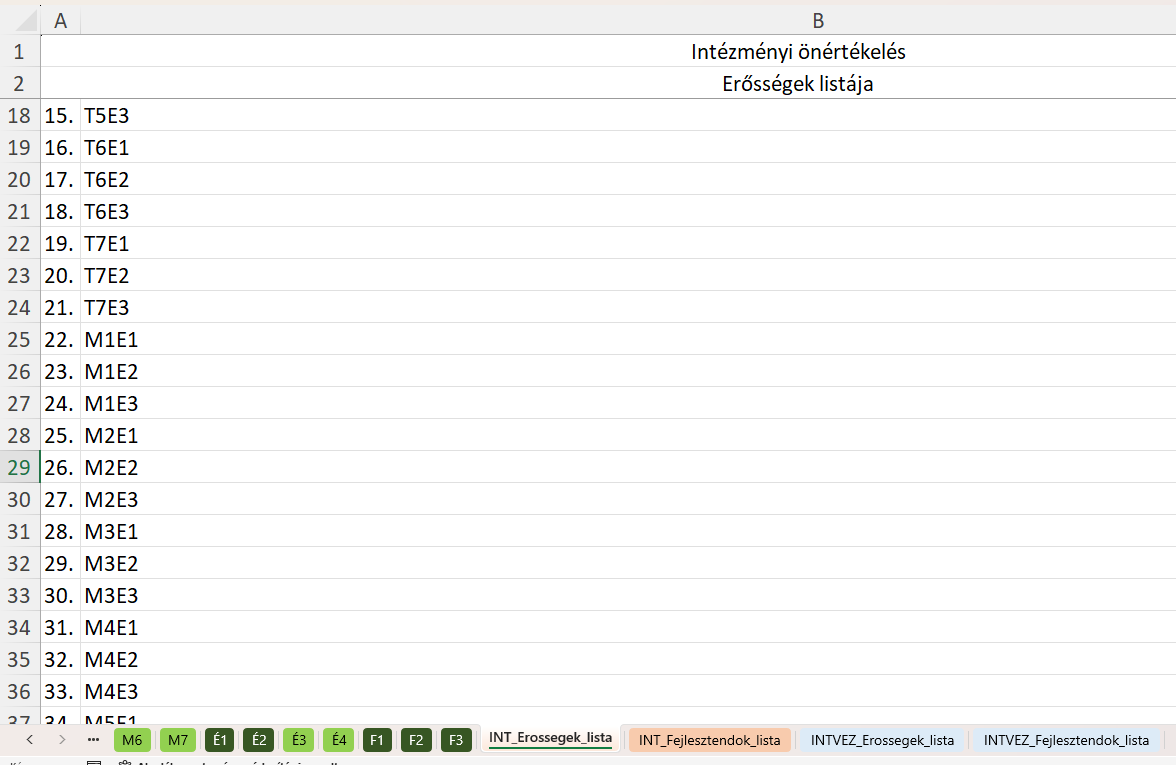 A B
1 Intézményi önértékelés
2 Erősségek listája
18 15. T5E3
19 16. T6E1
20 17. T6E2
21 18. T6E3
22 19. T7E1
23 20. T7E2
24 21. T7E3
25 22. M1E1
26 23. M1E2
27 24. M1E3
28 25. M2E1
29 26. M2E2
30 27. M2E3
31 28. M3E1
32 29. M3E2
33 30. M3E3
34 31. M4E1
35 32. M4E2
36 33. M4E3
37 34. M5E1
M6 M7 É1 É2 É3 É4 F1 F2 F3 INT_Erossegek_lista INT_Fejlesztendok_lista INTVEZ_Erossegek_lista INTVEZ_Fejlesztendok_lista